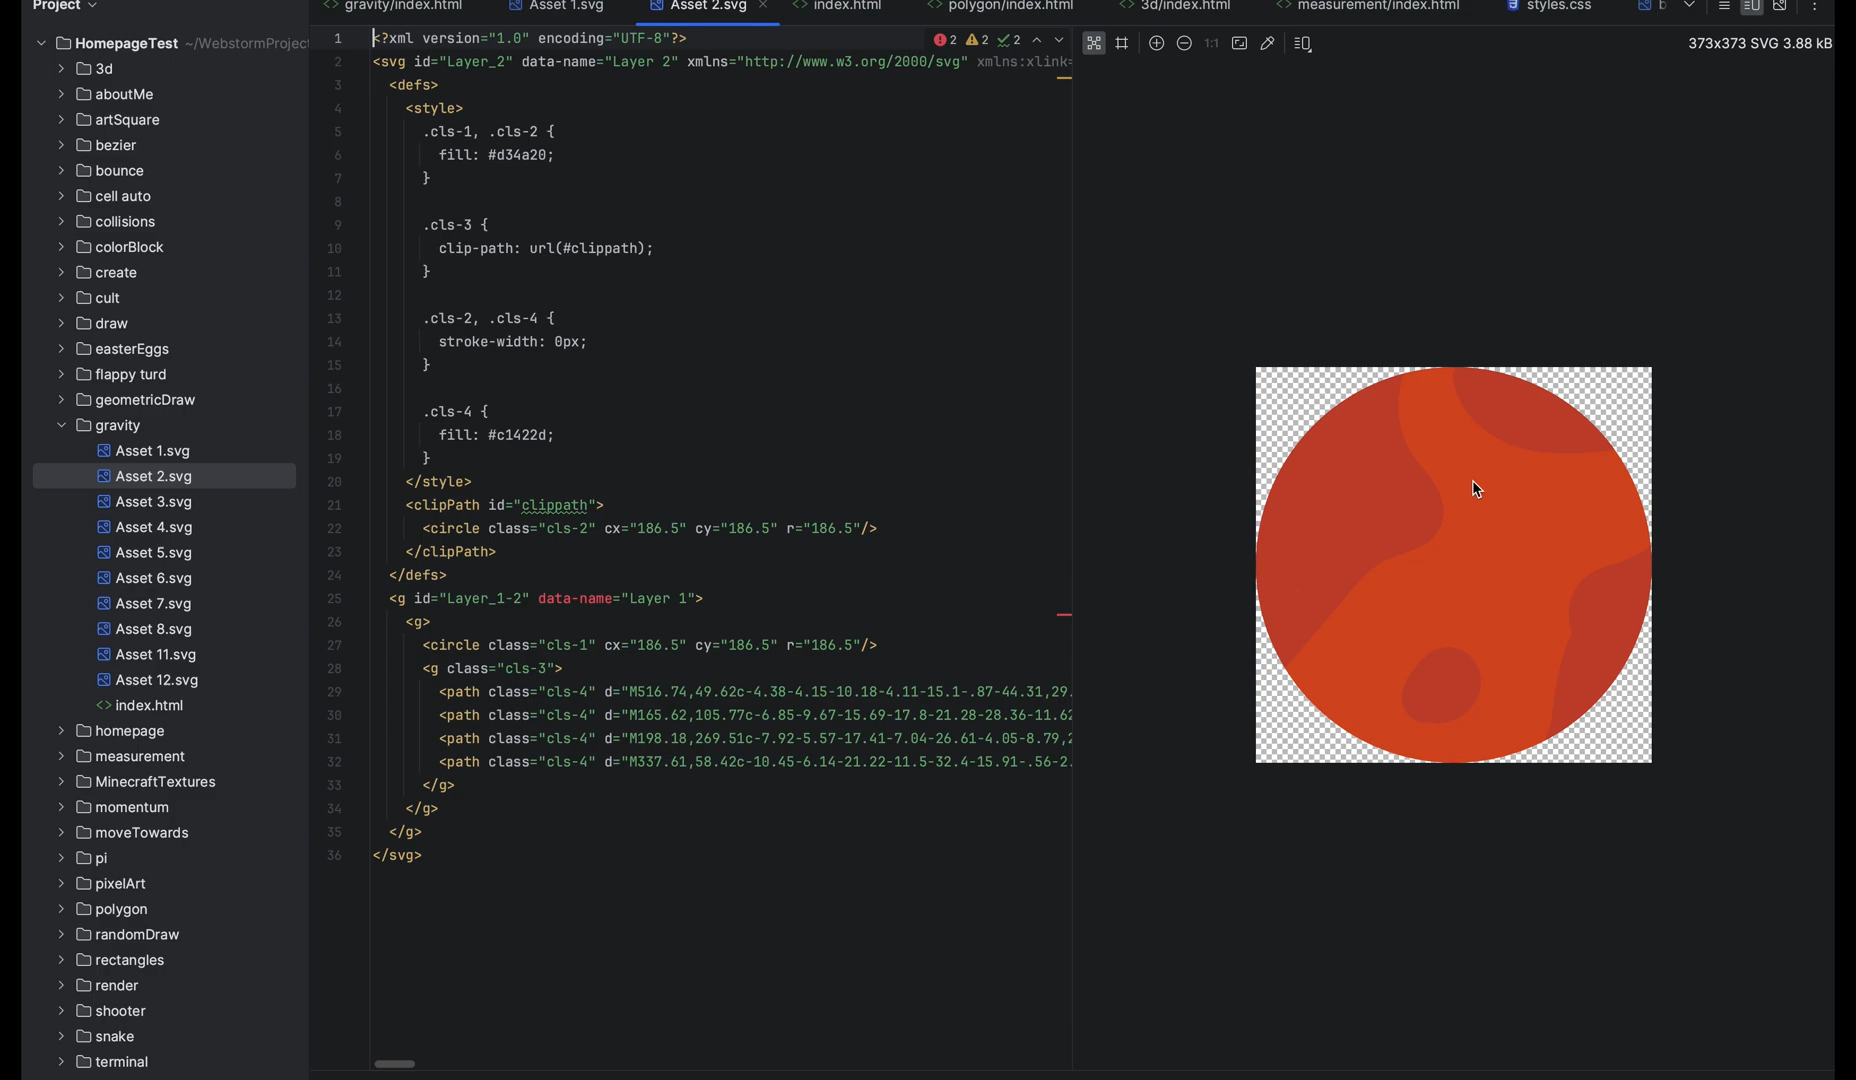 Project
gravity/index.html
Asset 1.svg
Asset 2.svg
index.html
polygon/index.html
3d/index.html
measurement/index.html
styles.css
HomepageTest ~/WebstormProject
3d
aboutMe
artSquare
bezier
bounce
cell auto
collisions
colorBlock
create
cult
draw
easterEggs
flappy turd
geometricDraw
gravity
Asset 1.svg
Asset 2.svg
Asset 3.svg
Asset 4.svg
Asset 5.svg
Asset 6.svg
Asset 7.svg
Asset 8.svg
Asset 11.svg
Asset 12.svg
index.html
homepage
measurement
MinecraftTextures
momentum
moveTowards
pi
pixelArt
polygon
randomDraw
rectangles
render
shooter
snake
terminal
1 <?xml version="1.0" encoding="UTF-8"?>
2 2 2
2 <svg id="Layer_2" data-name="Layer 2" xmlns="http://www.w3.org/2000/svg" xmlns:xlink=
3 <defs>
4 <style>
5 .cls-1, .cls-2 {
6 fill: #d34a20;
7 }
8
9 .cls-3 {
10 clip-path: url(#clippath);
11 }
12
13 .cls-2, .cls-4 {
14 stroke-width: 0px;
15 }
16
17 .cls-4 {
18 fill: #c1422d;
19 }
20 </style>
21 <clipPath id="clippath">
22 <circle class="cls-2" cx="186.5" cy="186.5" r="186.5"/>
23 </clipPath>
24 </defs>
25 <g id="Layer_1-2" data-name="Layer 1">
26 <g>
27 <circle class="cls-1" cx="186.5" cy="186.5" r="186.5"/>
28 <g class="cls-3">
29 <path class="cls-4" d="M516.74,49.62c-4.38-4.15-10.18-4.11-15.1-.87-44.31,29.
30 <path class="cls-4" d="M165.62,105.77c-6.85-9.67-15.69-17.8-21.28-28.36-11.62
31 <path class="cls-4" d="M198.18,269.51c-7.92-5.57-17.41-7.04-26.61-4.05-8.79,2
32 <path class="cls-4" d="M337.61,58.42c-10.45-6.14-21.22-11.5-32.4-15.91-.56-2.
33 </g>
34 </g>
35 </g>
36 </svg>
1:1
373x373 SVG 3.88 kB